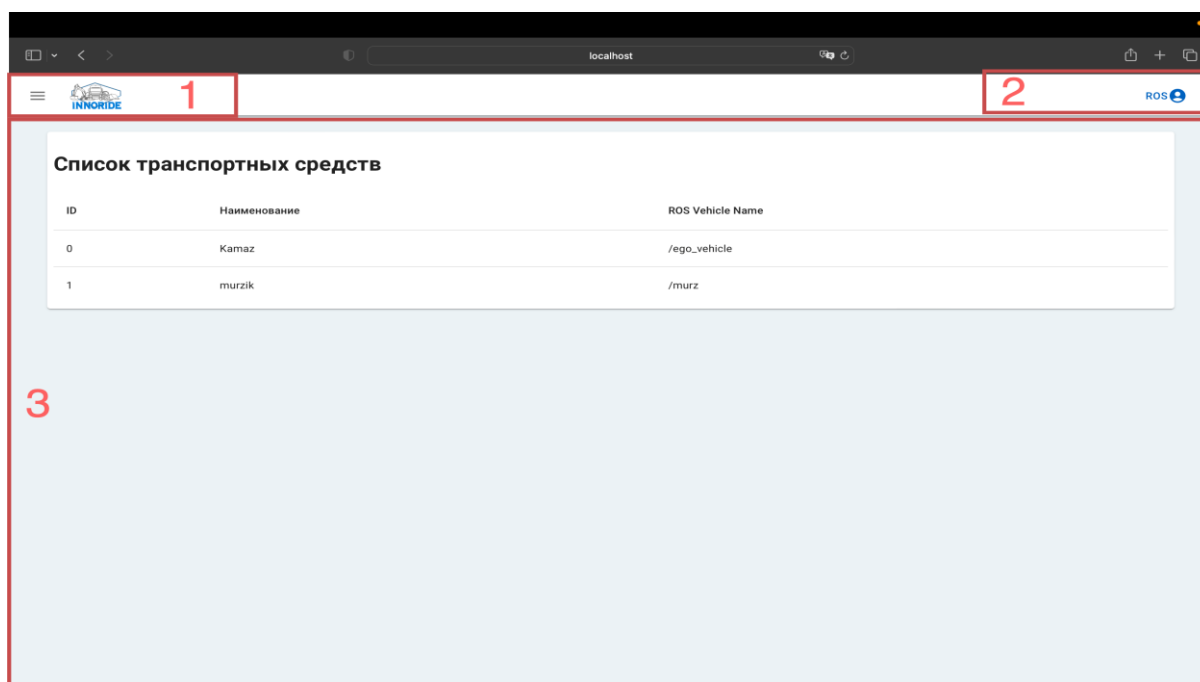 localhost
INNORIDE
1
2
ROS
Список транспортных средств
ID Наименование ROS Vehicle Name
0 Kamaz /ego_vehicle
1 murzik /murz
3